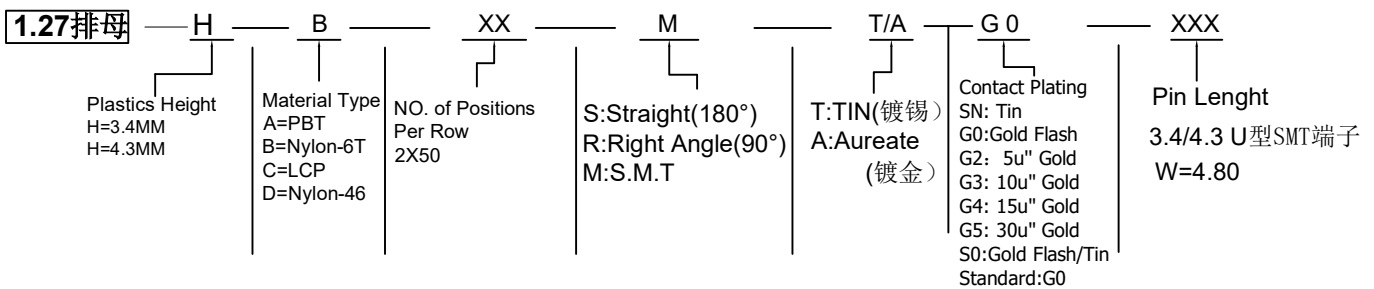 1.27排母 H B XX M T/A G 0 XXX
Plastics Height
H=3.4MM
H=4.3MM
Material Type
A=PBT
B=Nylon-6T
C=LCP
D=Nylon-46
NO. of Positions
Per Row
2X50
S:Straight(180°)
R:Right Angle(90°)
M:S.M.T
T:TIN(镀锡）
A:Aureate
(镀金）
Contact Plating
SN: Tin
G0:Gold Flash
G2：5u" Gold
G3: 10u" Gold
G4: 15u" Gold
G5: 30u" Gold
S0:Gold Flash/Tin
Standard:G0
Pin Lenght
3.4/4.3 U型SMT端子
W=4.80